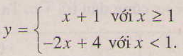 y = { x + 1 với x ≥ 1
−2x + 4 với x < 1.